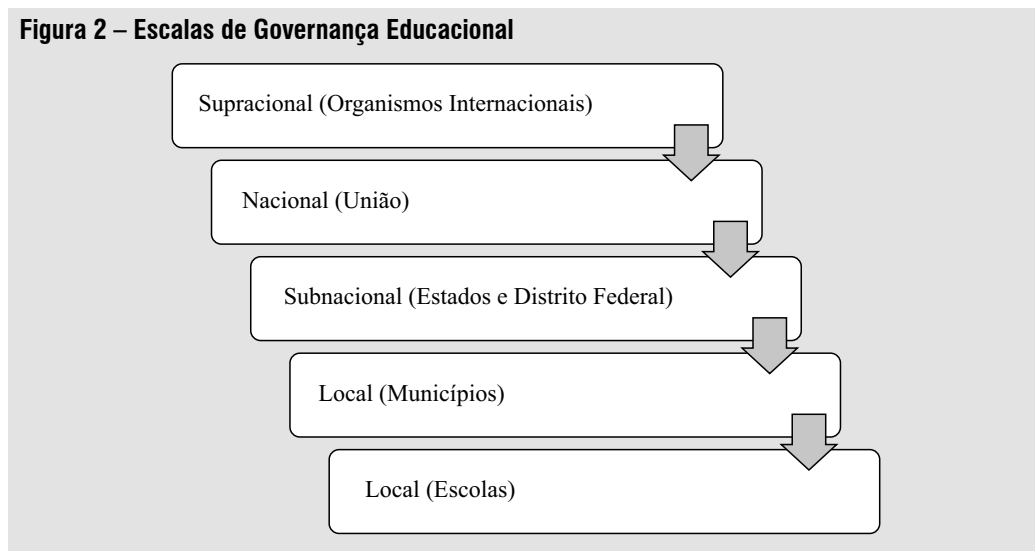 Figura 2 – Escalas de Governança Educacional
Supracional (Organismos Internacionais)
Nacional (União)
Subnacional (Estados e Distrito Federal)
Local (Municípios)
Local (Escolas)